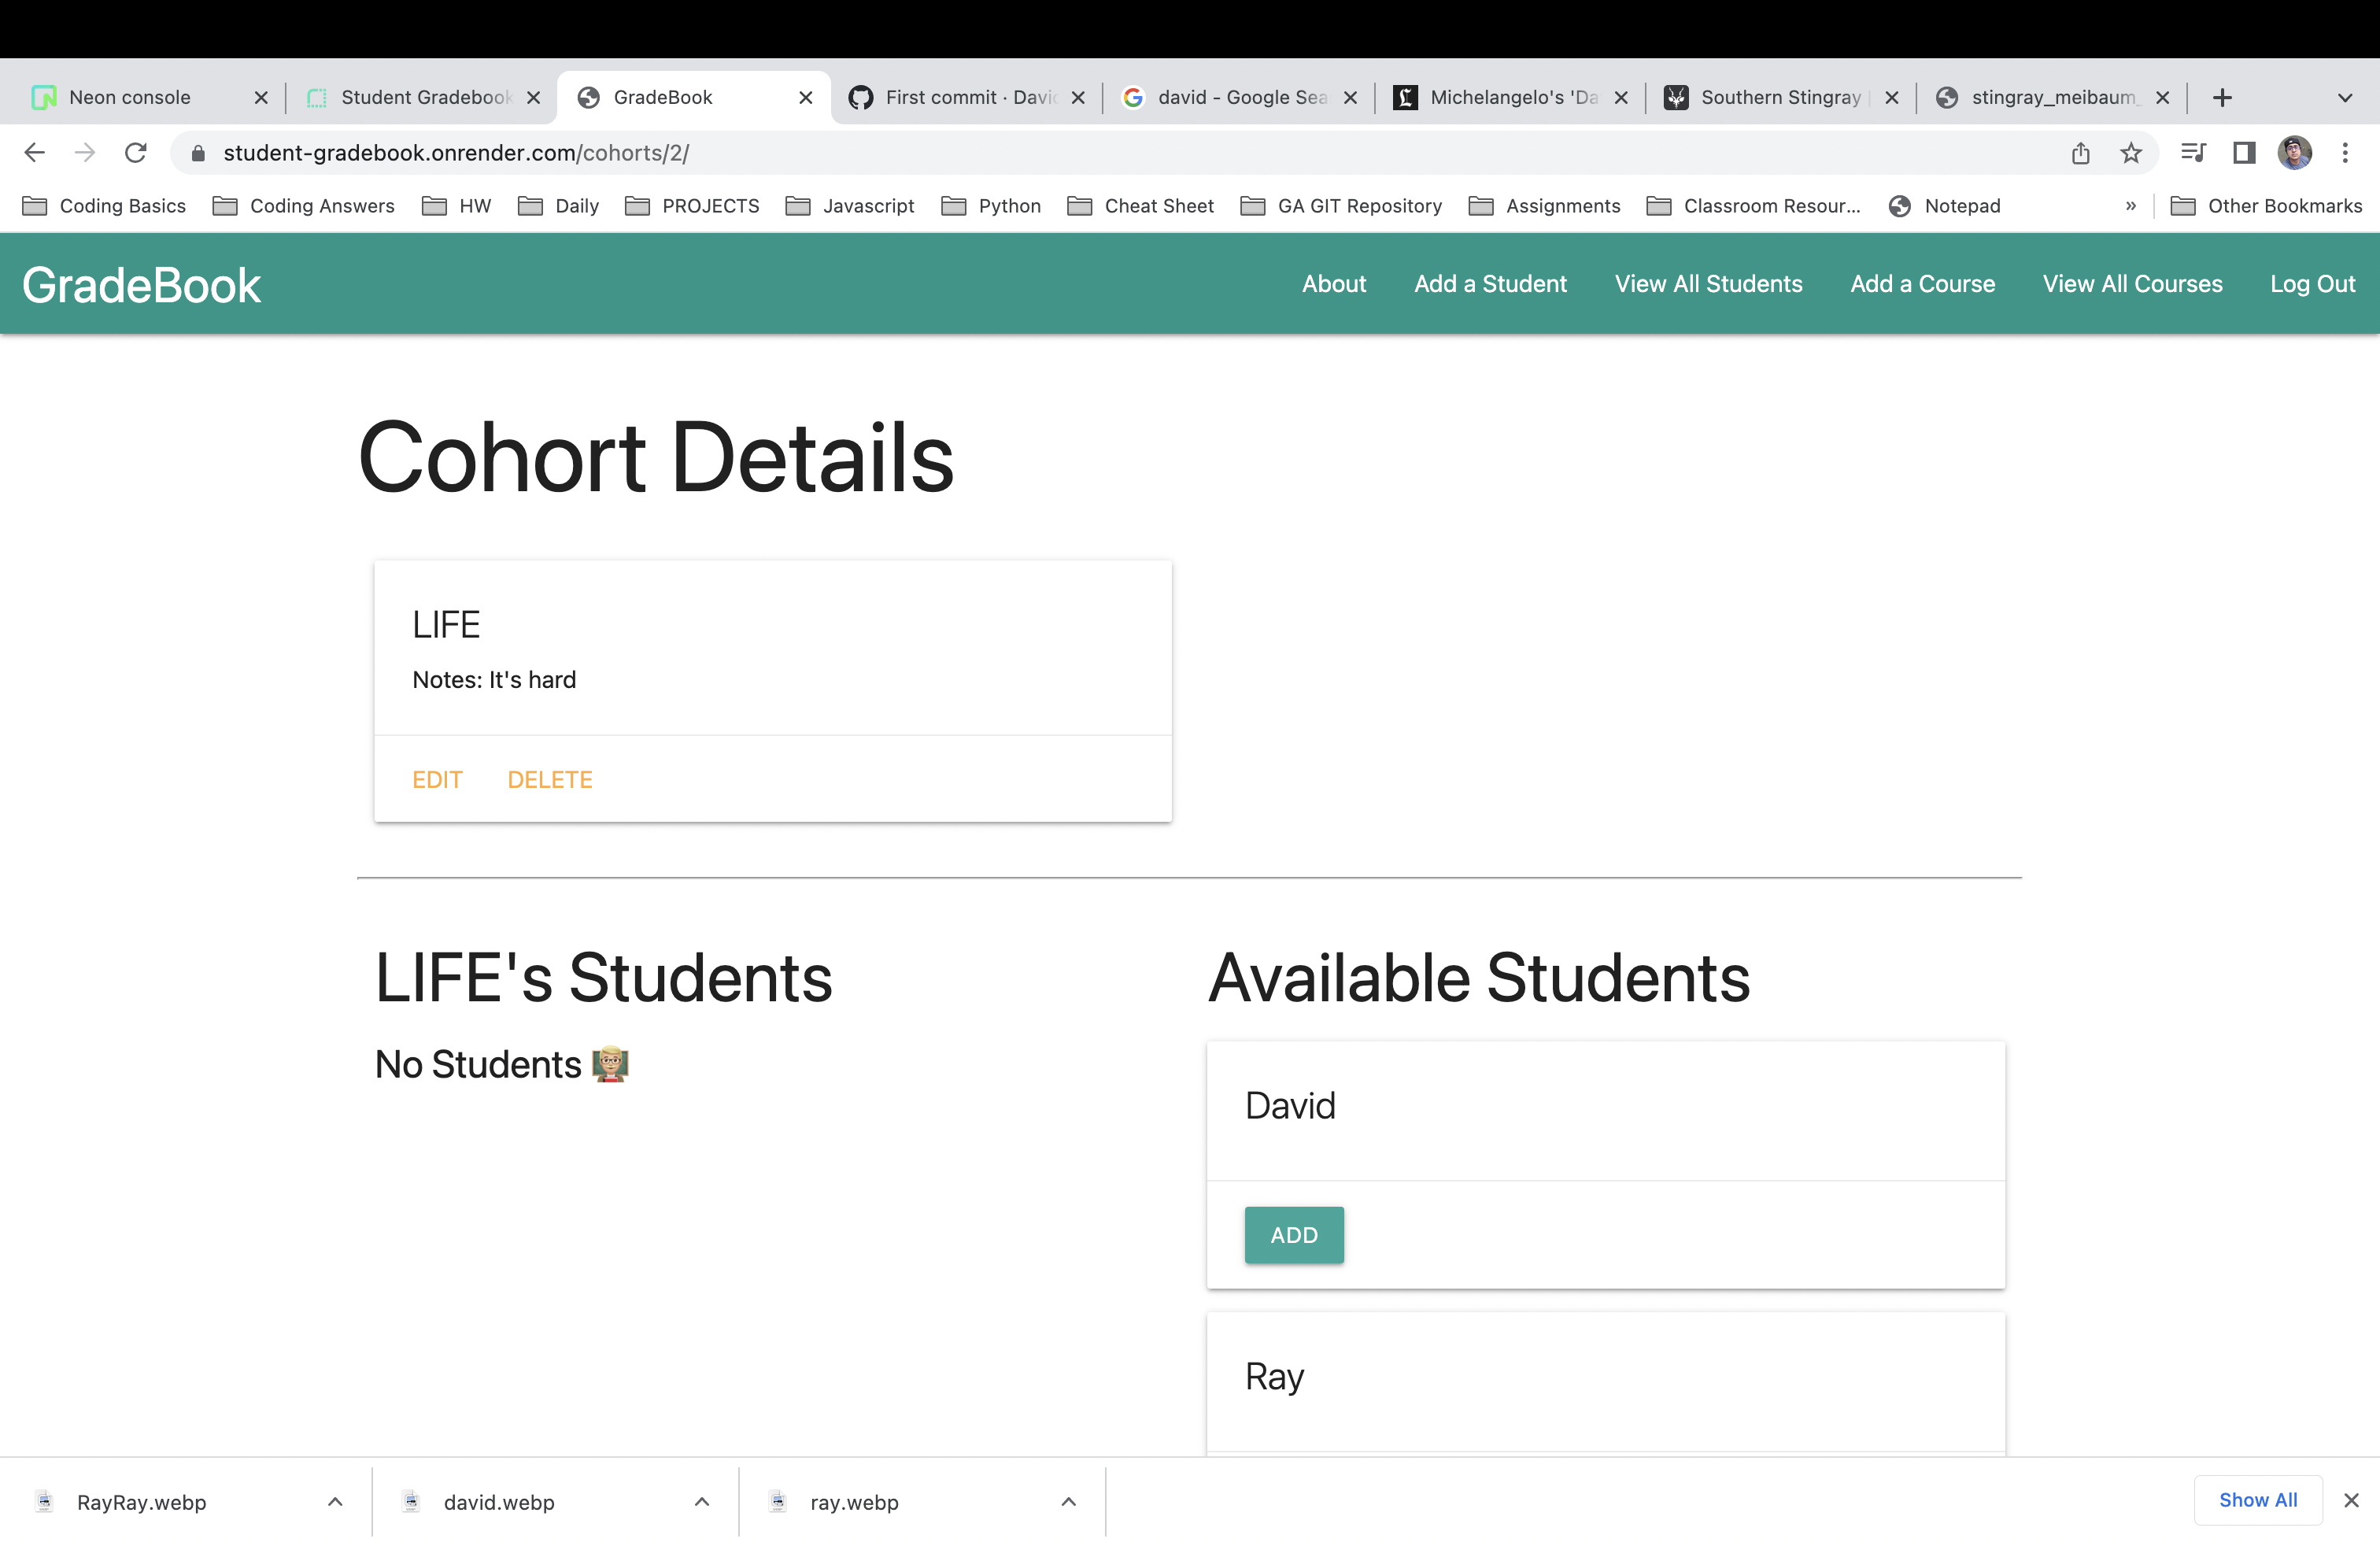 Neon console
Student Gradebook
GradeBook
First commit · Davic
david - Google Sea
Michelangelo's 'Da
Southern Stingray
stingray_meibaum_
student-gradebook.onrender.com/cohorts/2/
Coding Basics
Coding Answers
HW
Daily
PROJECTS
Javascript
Python
Cheat Sheet
GA GIT Repository
Assignments
Classroom Resour...
Notepad
»
Other Bookmarks
GradeBook
About
Add a Student
View All Students
Add a Course
View All Courses
Log Out
Cohort Details
LIFE
Notes: It's hard
EDIT
DELETE
LIFE's Students
No Students 👨🏼‍🏫
Available Students
David
ADD
Ray
RayRay.webp
david.webp
ray.webp
Show All